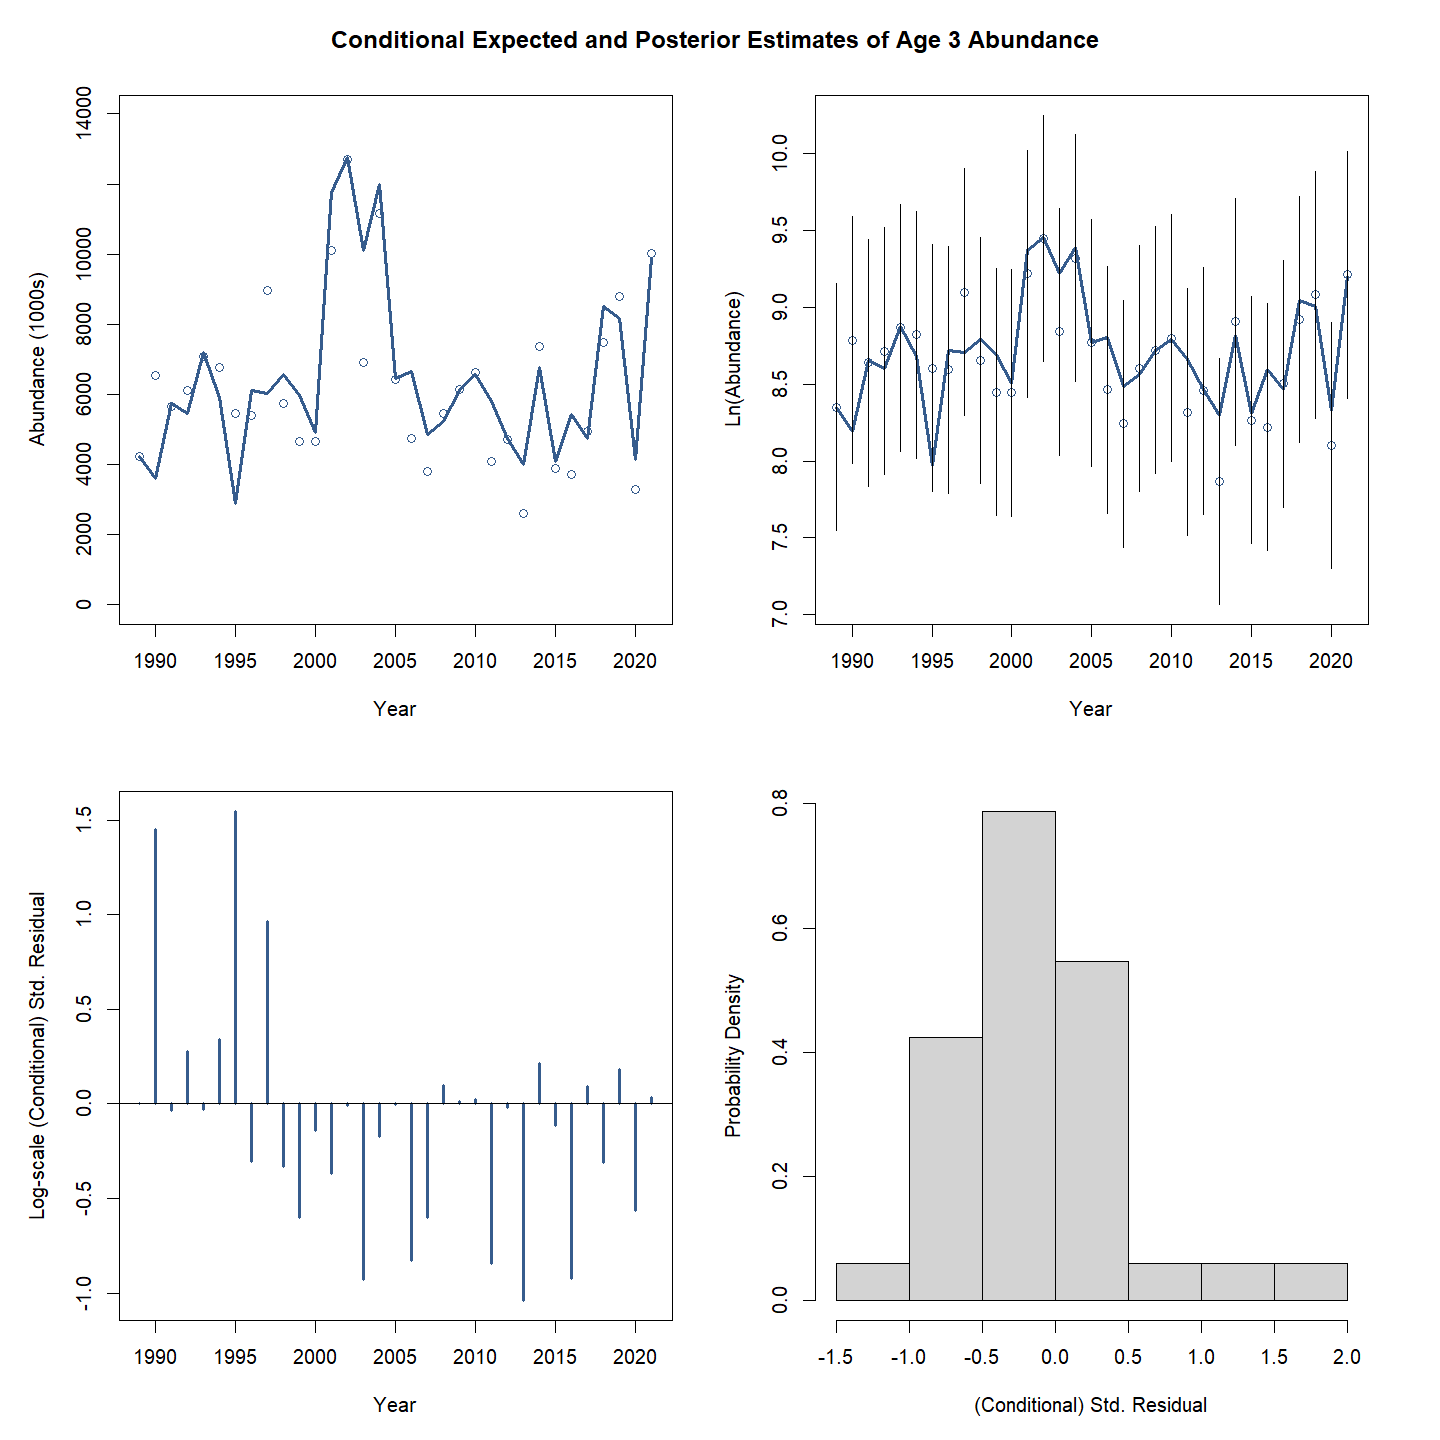 Conditional Expected and Posterior Estimates of Age 3 Abundance
Abundance (1000s)
0 2000 4000 6000 8000 10000 14000
1990 1995 2000 2005 2010 2015 2020
Year
Ln(Abundance)
7.0 7.5 8.0 8.5 9.0 9.5 10.0
1990 1995 2000 2005 2010 2015 2020
Year
Log-scale (Conditional) Std. Residual
-1.0 -0.5 0.0 0.5 1.0 1.5
1990 1995 2000 2005 2010 2015 2020
Year
Probability Density
0.0 0.2 0.4 0.6 0.8
-1.5 -1.0 -0.5 0.0 0.5 1.0 1.5 2.0
(Conditional) Std. Residual